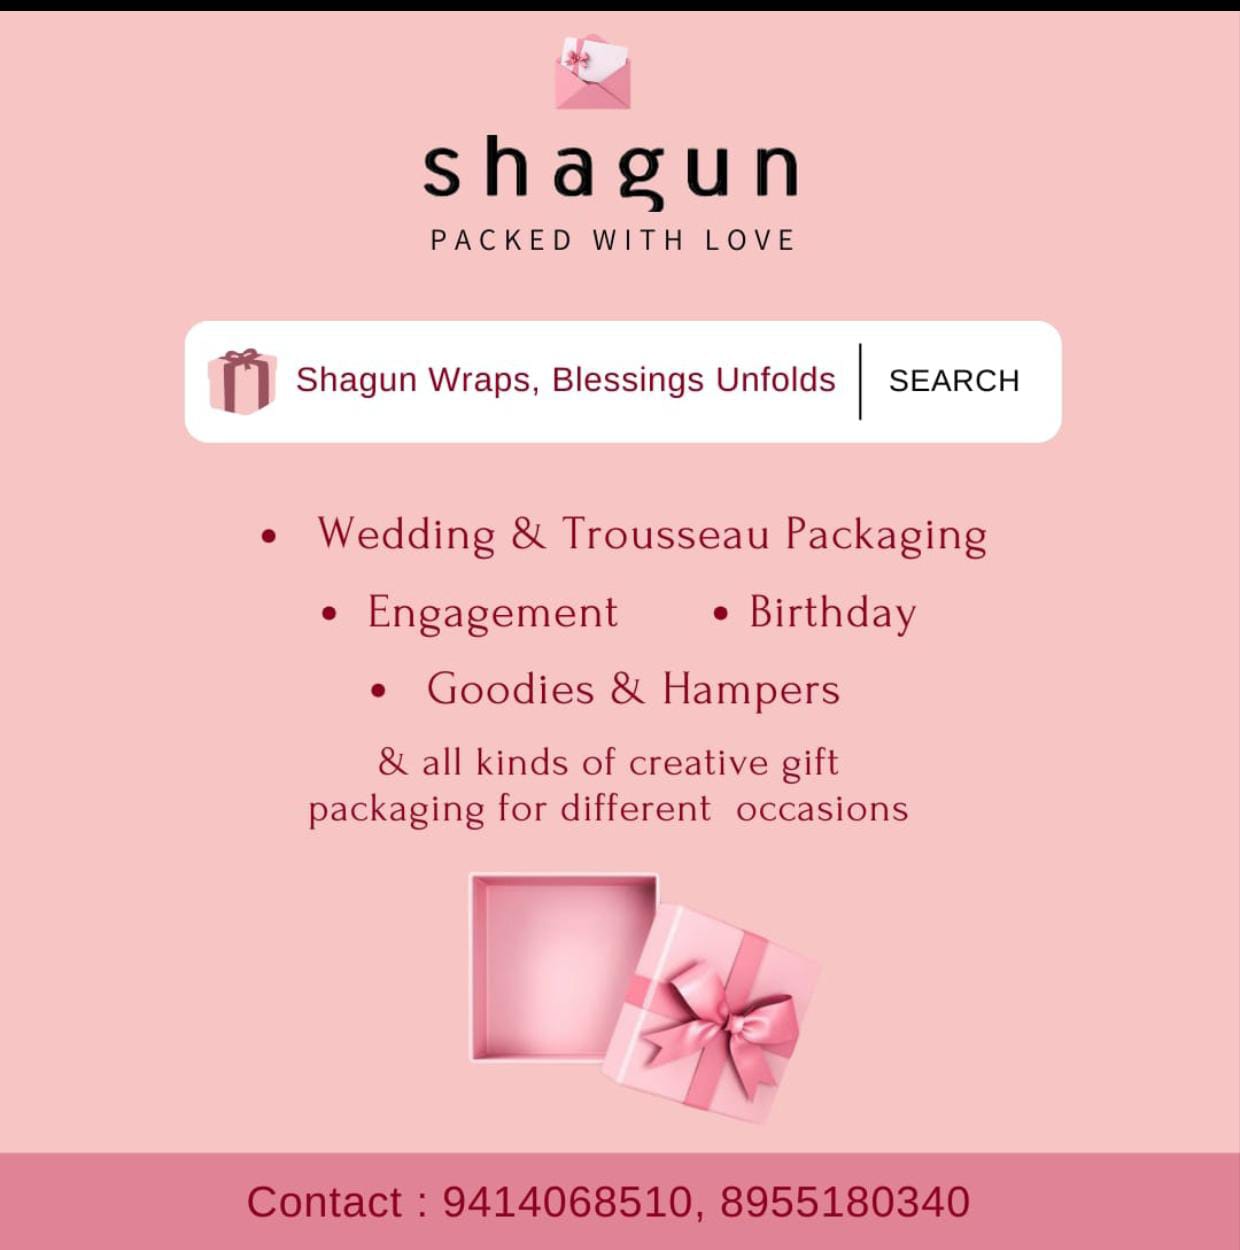 shagun
PACKED WITH LOVE
Shagun Wraps, Blessings Unfolds
SEARCH
• Wedding & Trousseau Packaging
• Engagement • Birthday
• Goodies & Hampers
& all kinds of creative gift
packaging for different occasions
Contact : 9414068510, 8955180340